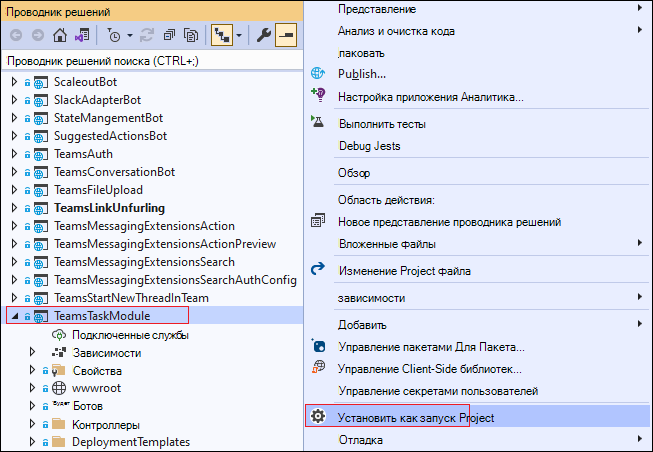 Проводник решений
Проводник решений поиска (CTRL+;)
ScaleoutBot
SlackAdapterBot
StateMangementBot
SuggestedActionsBot
TeamsAuth
TeamsConversationBot
TeamsFileUpload
TeamsLinkUnfurling
TeamsMessagingExtensionsAction
TeamsMessagingExtensionsActionPreview
TeamsMessagingExtensionsSearch
TeamsMessagingExtensionsSearchAuthConfig
TeamsStartNewThreadInTeam
TeamsTaskModule
Подключенные службы
Зависимости
Свойства
wwwroot
Будет Ботов
Контроллеры
DeploymentTemplates
Представление
Анализ и очистка кода
лаковать
Publish...
Настройка приложения Аналитика...
Выполнить тесты
Debug Jests
Обзор
Область действия:
Новое представление проводника решений
Вложенные файлы
Изменение Project файла
зависимости
Добавить
Управление пакетами Для Пакета...
Управление Client-Side библиотек...
Управление секретами пользователей
Установить как запуск Project
Отладка